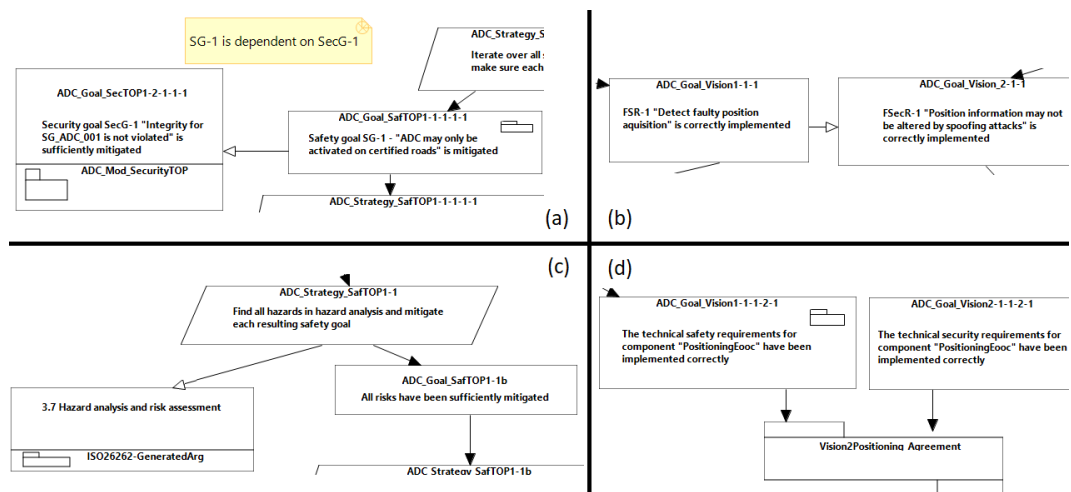 SG-1 is dependent on SecG-1
ADC_Strategy_Saf
Iterate over all s
make sure each
ADC_Goal_SecTOP1-2-1-1-1
Security goal SecG-1 "Integrity for
SG_ADC_001 is not violated" is
sufficiently mitigated
ADC_Mod_SecurityTOP
ADC_Goal_SafTOP1-1-1-1-1
Safety goal SG-1 - "ADC may only be
activated on certified roads" is mitigated
ADC_Strategy_SafTOP1-1-1-1-1
(a)
ADC_Goal_Vision1-1-1
FSR-1 "Detect faulty position
aquisition" is correctly implemented
ADC_Goal_Vision_2-1-1
FSecR-1 "Position information may not
be altered by spoofing attacks" is
correctly implemented
(b)
(c)
ADC_Strategy_SafTOP1-1
Find all hazards in hazard analysis and mitigate
each resulting safety goal
3.7 Hazard analysis and risk assessment
ISO26262-GeneratedArg
ADC_Goal_SafTOP1-1b
All risks have been sufficiently mitigated
ADC_Strategy_SafTOP1-1b
(d)
ADC_Goal_Vision1-1-1-2-1
The technical safety requirements for
component "PositioningEooc" have been
implemented correctly
ADC_Goal_Vision2-1-1-2-1
The technical security requirements for
component "PositioningEooc" have been
implemented correctly
Vision2Positioning_Agreement